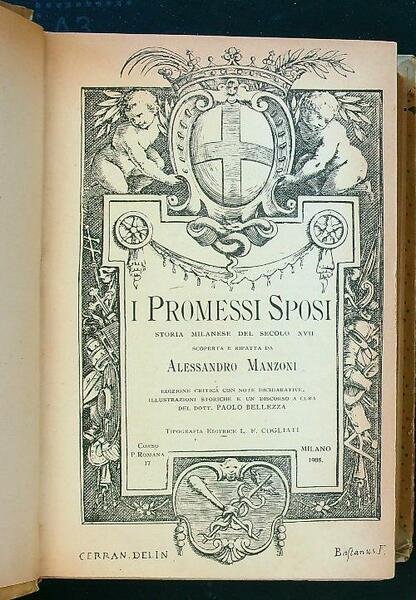 I PROMESSI SPOSI
STORIA MILANESE DEL SECOLO XVII
SCOPERTA E RIFATTA DA
ALESSANDRO MANZONI
EDIZIONE CRITICA CON NOTE DICHIARATIVE,
ILLUSTRAZIONI STORICHE E UN DISCORSO A CURA
DEL DOTT. PAOLO BELLEZZA
TIPOGRAFIA EDITRICE L. F. COGLIATI
CORSO
P. ROMANA
17
MILANO
1908.
CERRAN. DELIN
Bastanus. F.